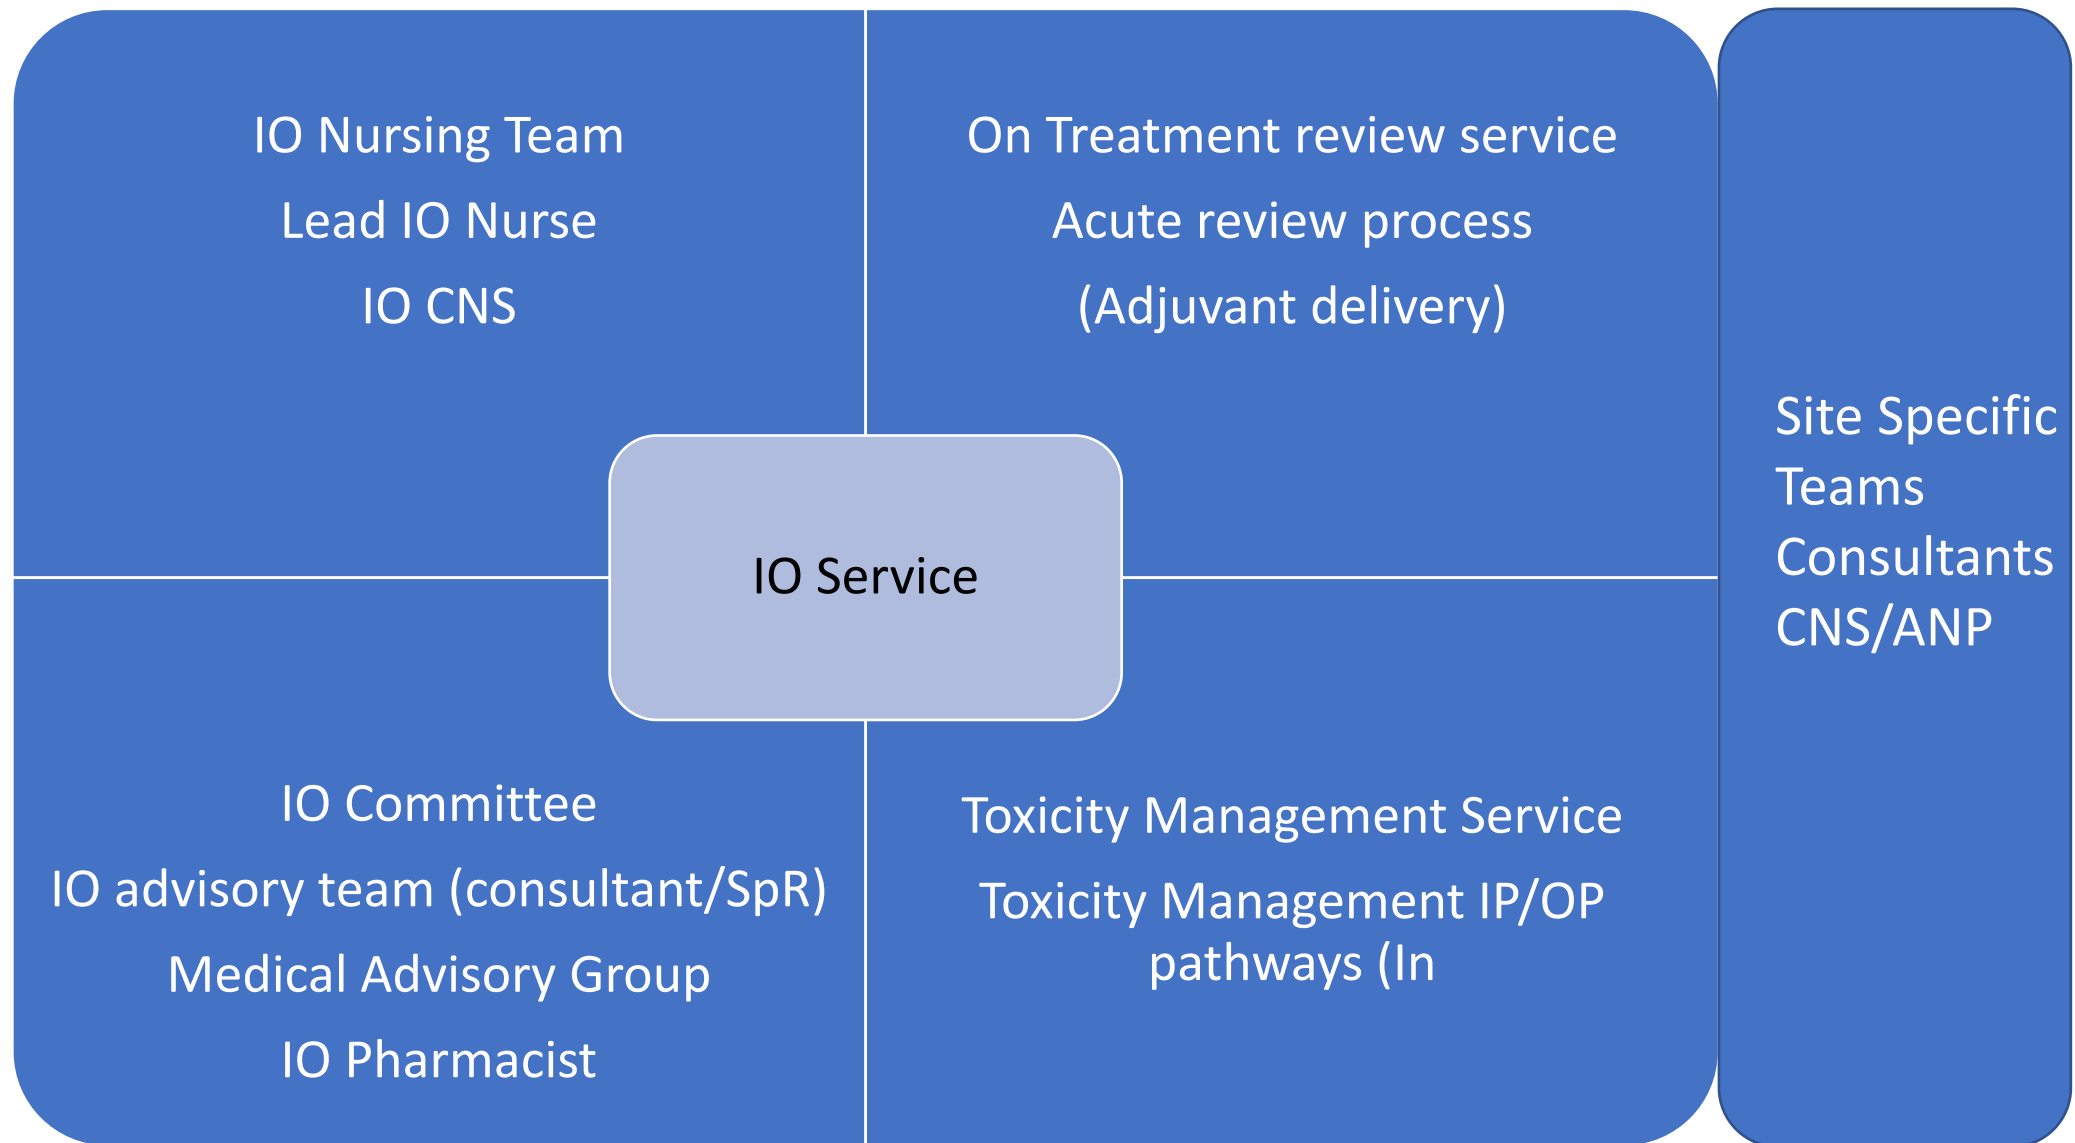 IO Nursing Team
Lead IO Nurse
IO CNS
On Treatment review service
Acute review process
(Adjuvant delivery)
IO Service
IO Committee
IO advisory team (consultant/SpR)
Medical Advisory Group
IO Pharmacist
Toxicity Management Service
Toxicity Management IP/OP
pathways (In
Site Specific
Teams
Consultants
CNS/ANP